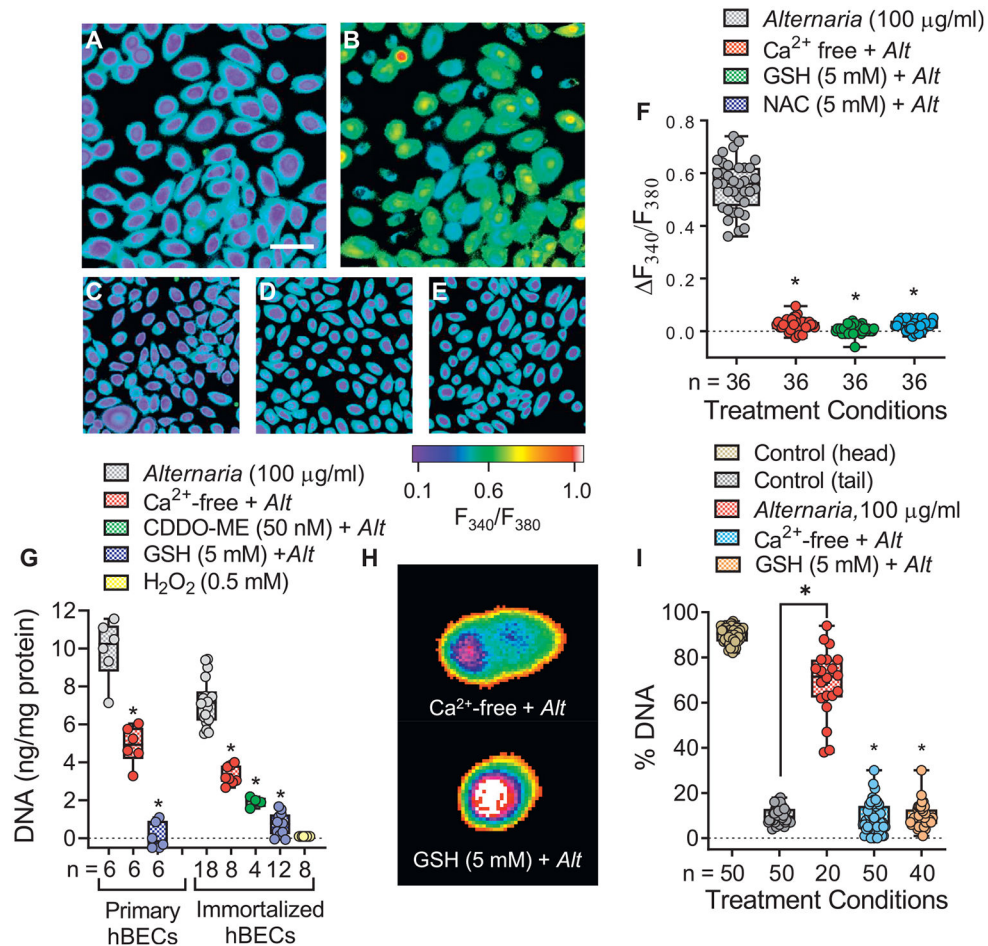 A
B
C
D
E
0.1 0.6 1.0
F₃₄₀/F₃₈₀
Alternaria (100 μg/ml)
Ca²⁺ free + Alt
GSH (5 mM) + Alt
NAC (5 mM) + Alt
F
0.8
0.6
0.4
0.2
0.0
ΔF₃₄₀/F₃₈₀
* * *
n = 36 36 36 36
Treatment Conditions
Alternaria (100 μg/ml)
Ca²⁺-free + Alt
CDDO-ME (50 nM) + Alt
GSH (5 mM) +Alt
H₂O₂ (0.5 mM)
G
12
10
8
6
4
2
0
DNA (ng/mg protein)
* * * * *
n = 6 6 6 18 8 4 12 8
Primary
hBECs
Immortalized
hBECs
H
Ca²⁺-free + Alt
GSH (5 mM) + Alt
Control (head)
Control (tail)
Alternaria, 100 μg/ml
Ca²⁺-free + Alt
GSH (5 mM) + Alt
I
100
80
60
40
20
0
% DNA
*
* *
n = 50 50 20 50 40
Treatment Conditions